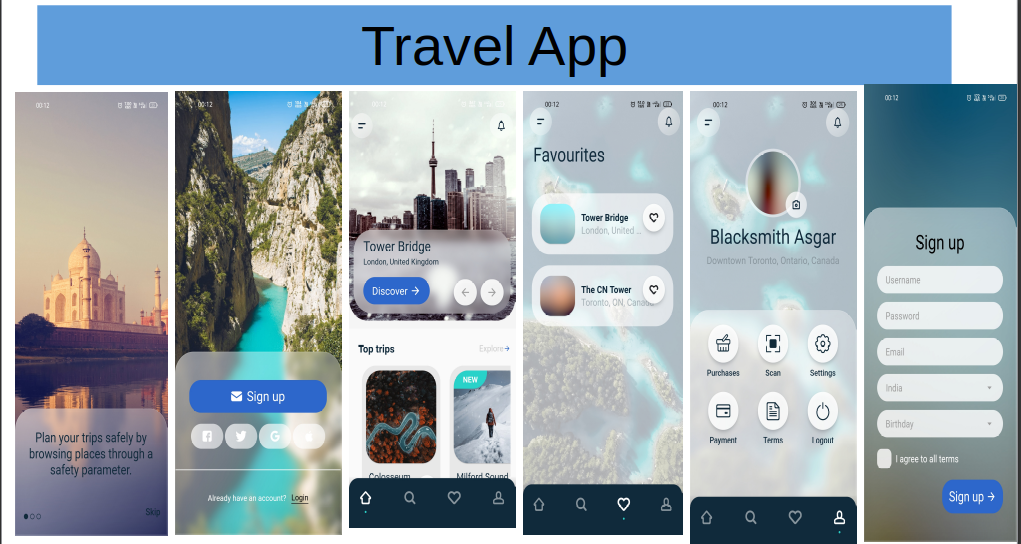 Travel App
00:12
Plan your trips safely by
browsing places through a
safety parameter.
Skip
00:12
Sign up
Already have an account? Login
00:12
Tower Bridge
London, United Kingdom
Discover →
← →
Top trips
Explore→
NEW
Colosseum
Milford Sound
00:12
Favourites
Tower Bridge
London, United ...
The CN Tower
Toronto, ON, Canada
00:12
Blacksmith Asgar
Downtown Toronto, Ontario, Canada
Purchases Scan Settings
Payment Terms Logout
00:12
Sign up
Username
Password
Email
India
Birthday
I agree to all terms
Sign up →